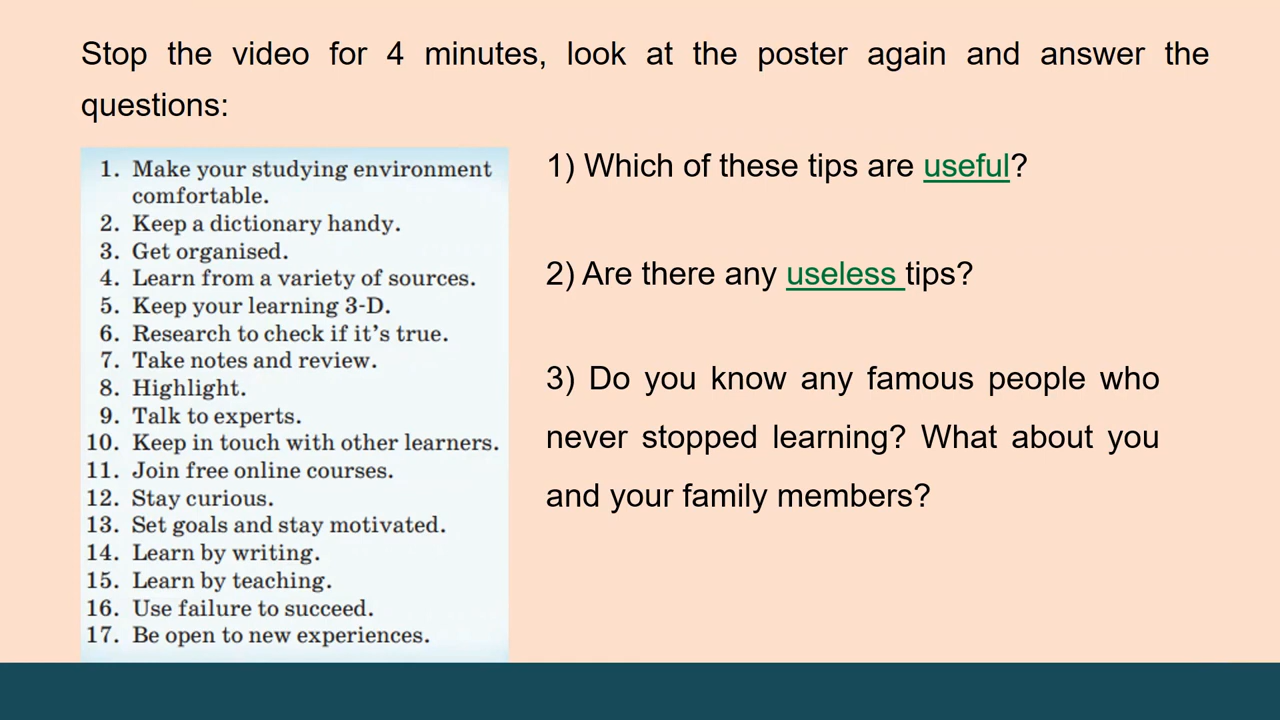 Stop the video for 4 minutes, look at the poster again and answer the
questions:
1. Make your studying environment
comfortable.
2. Keep a dictionary handy.
3. Get organised.
4. Learn from a variety of sources.
5. Keep your learning 3-D.
6. Research to check if it's true.
7. Take notes and review.
8. Highlight.
9. Talk to experts.
10. Keep in touch with other learners.
11. Join free online courses.
12. Stay curious.
13. Set goals and stay motivated.
14. Learn by writing.
15. Learn by teaching.
16. Use failure to succeed.
17. Be open to new experiences.
1) Which of these tips are useful?
2) Are there any useless tips?
3) Do you know any famous people who
never stopped learning? What about you
and your family members?